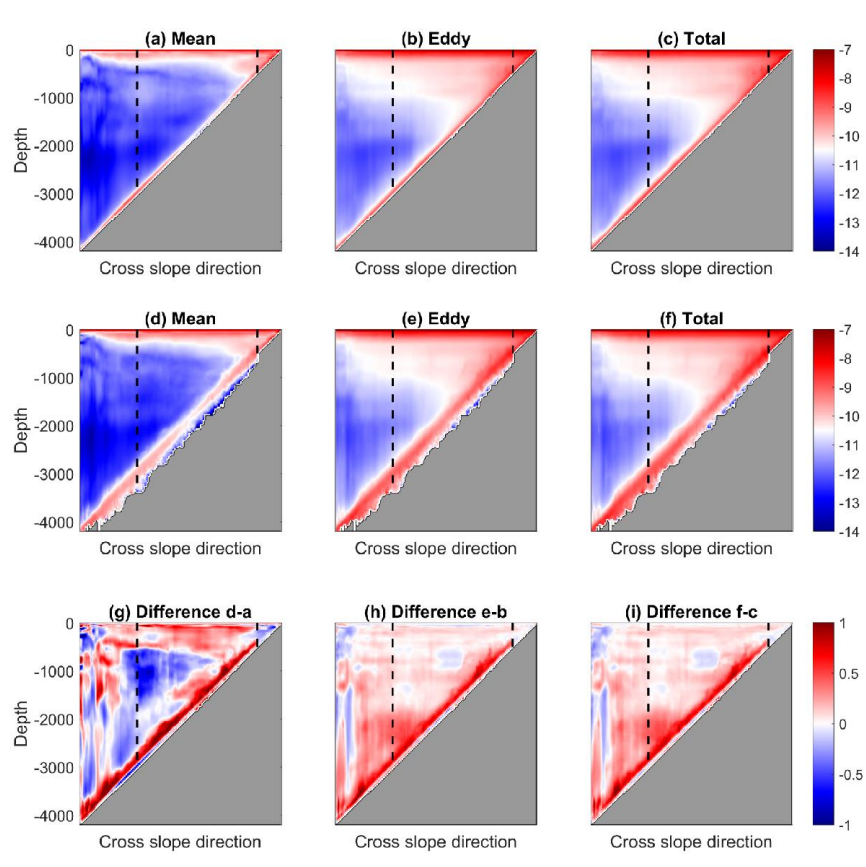 (a) Mean
(b) Eddy
(c) Total
0
-1000
-2000
-3000
-4000
Depth
Cross slope direction
Cross slope direction
Cross slope direction
-7
-8
-9
-10
-11
-12
-13
-14
(d) Mean
(e) Eddy
(f) Total
0
-1000
-2000
-3000
-4000
Depth
Cross slope direction
Cross slope direction
Cross slope direction
-7
-8
-9
-10
-11
-12
-13
-14
(g) Difference d-a
(h) Difference e-b
(i) Difference f-c
0
-1000
-2000
-3000
-4000
Depth
Cross slope direction
Cross slope direction
Cross slope direction
1
0.5
0
-0.5
-1